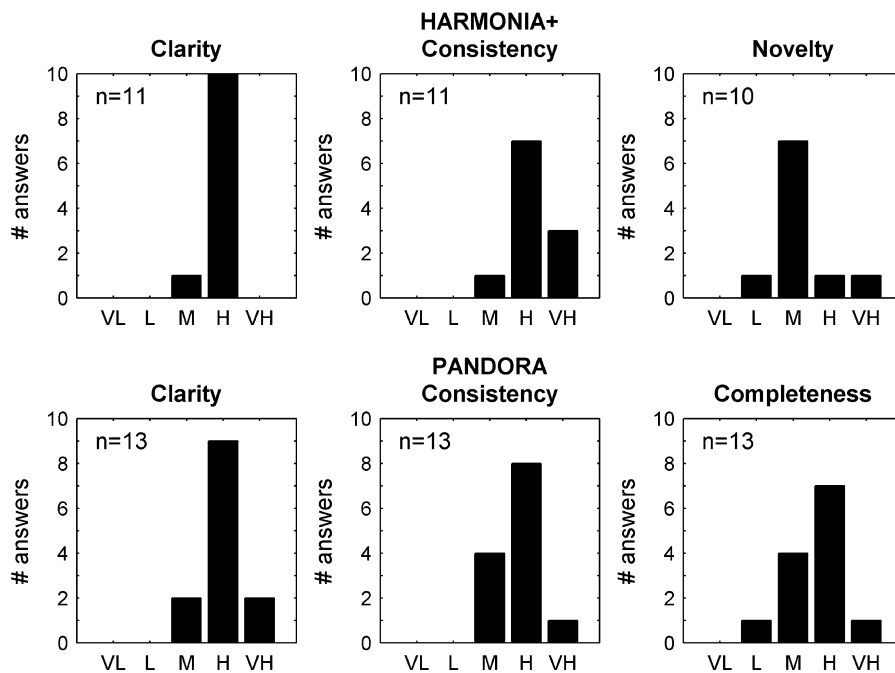 HARMONIA+
Clarity Consistency Novelty
10 10 10
n=11 n=11 n=10
8 8 8
6 6 6
4 4 4
2 2 2
0 0 0
# answers # answers # answers
VL L M H VH VL L M H VH VL L M H VH
PANDORA
Clarity Consistency Completeness
10 10 10
n=13 n=13 n=13
8 8 8
6 6 6
4 4 4
2 2 2
0 0 0
# answers # answers # answers
VL L M H VH VL L M H VH VL L M H VH